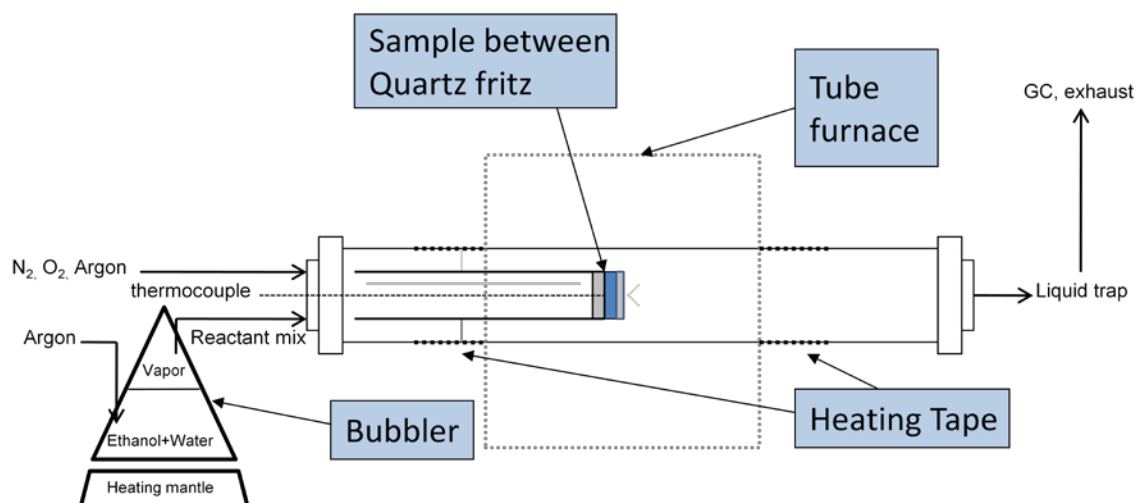 Sample between
Quartz fritz
Tube
furnace
GC, exhaust
N2, O2, Argon
thermocouple
Liquid trap
Argon
Reactant mix
Vapor
Ethanol+Water
Bubbler
Heating Tape
Heating mantle